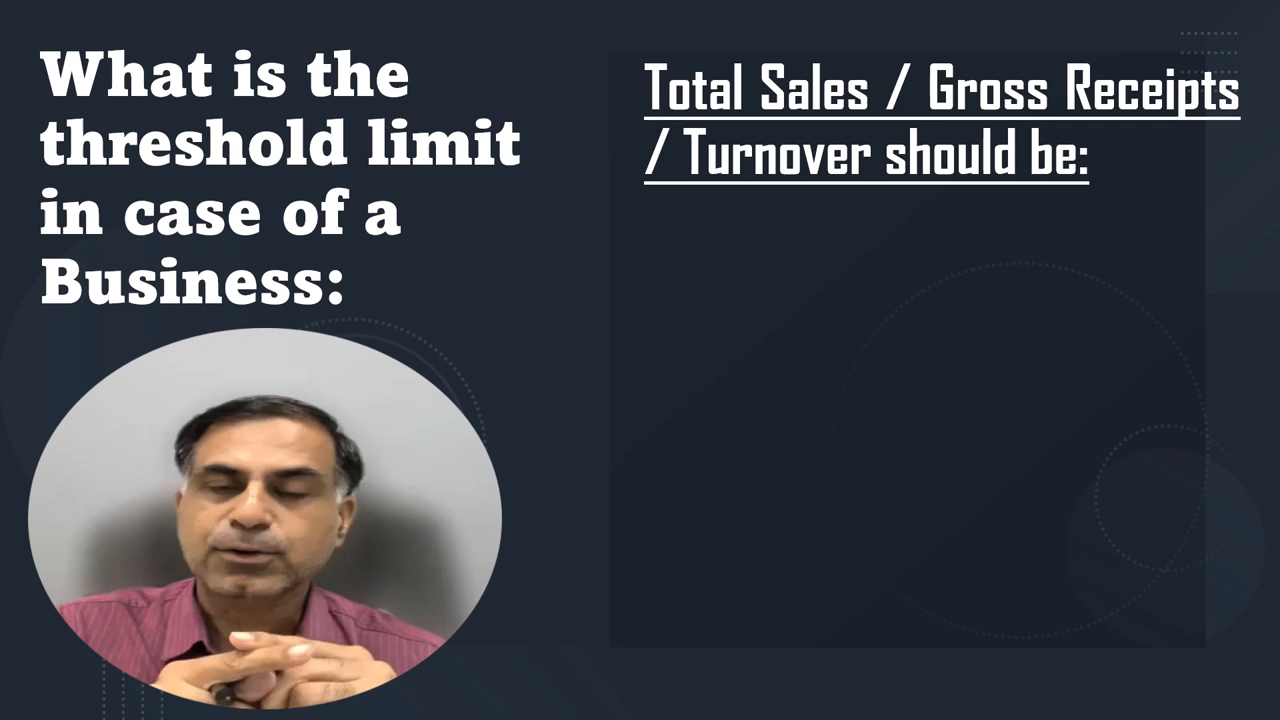 What is the
threshold limit
in case of a
Business:
Total Sales / Gross Receipts
/ Turnover should be: